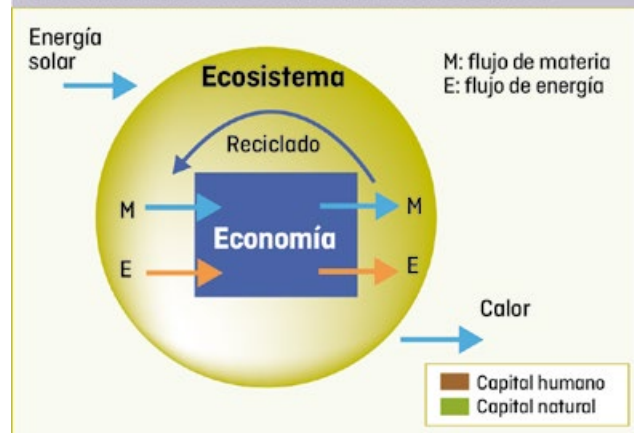 Energía
solar
Ecosistema
M: flujo de materia
E: flujo de energía
Reciclado
M
M
Economía
E
E
Calor
Capital humano
Capital natural